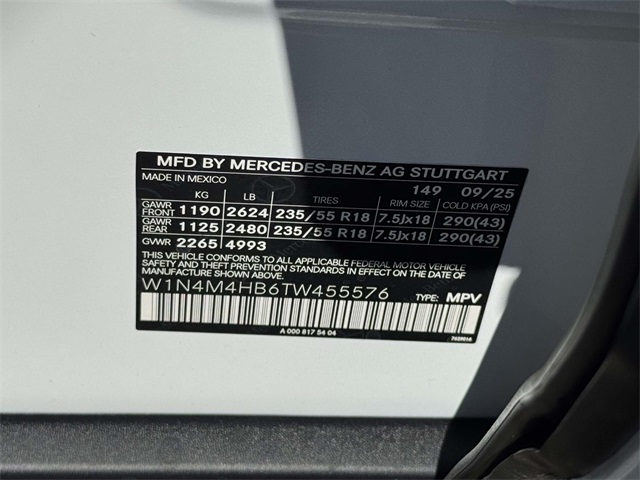 MFD BY MERCEDES-BENZ AG STUTTGART
MADE IN MEXICO 149 09/25
KG LB TIRES RIM SIZE COLD KPA (PSI)
GAWR FRONT 1190 2624 235/55 R18 7.5Jx18 290(43)
GAWR REAR 1125 2480 235/55 R18 7.5Jx18 290(43)
GVWR 2265 4993
THIS VEHICLE CONFORMS TO ALL APPLICABLE FEDERAL MOTOR VEHICLE
SAFETY AND THEFT PREVENTION STANDARDS IN EFFECT ON THE DATE OF
MANUFACTURE SHOWN ABOVE.
W1N4M4HB6TW455576 TYPE: MPV
A 000 817 54 04